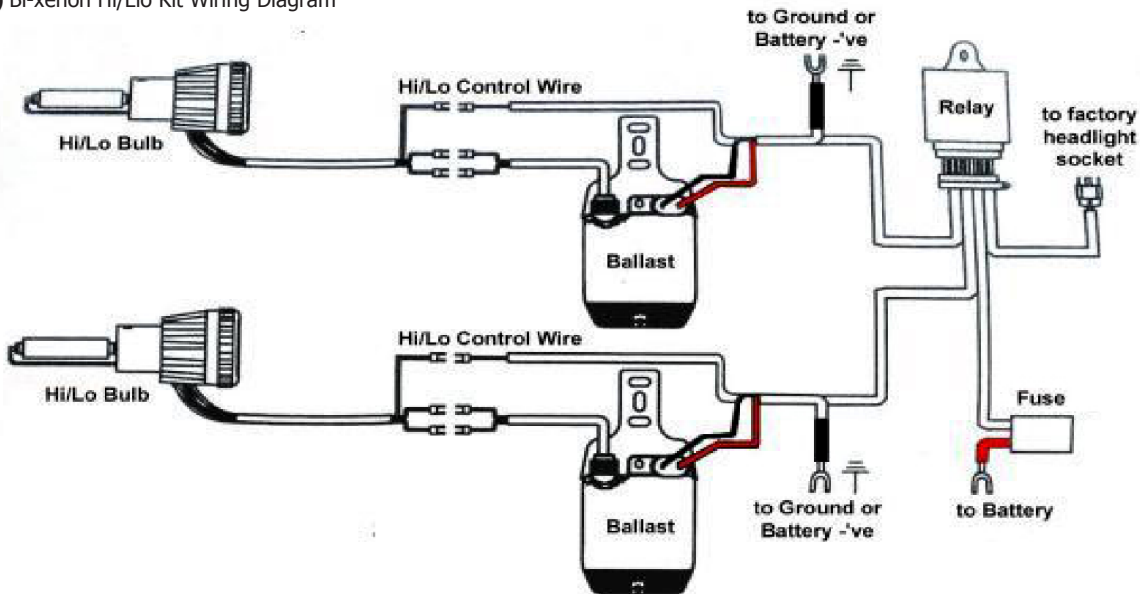 ) Bi-xenon Hi/Llo Kit Wiring Diagram
to Ground or
Battery -'ve
Hi/Lo Control Wire
Relay
to factory
headlight
socket
Hi/Lo Bulb
Ballast
Hi/Lo Control Wire
Hi/Lo Bulb
Fuse
to Ground or
Battery -'ve
to Battery
Ballast